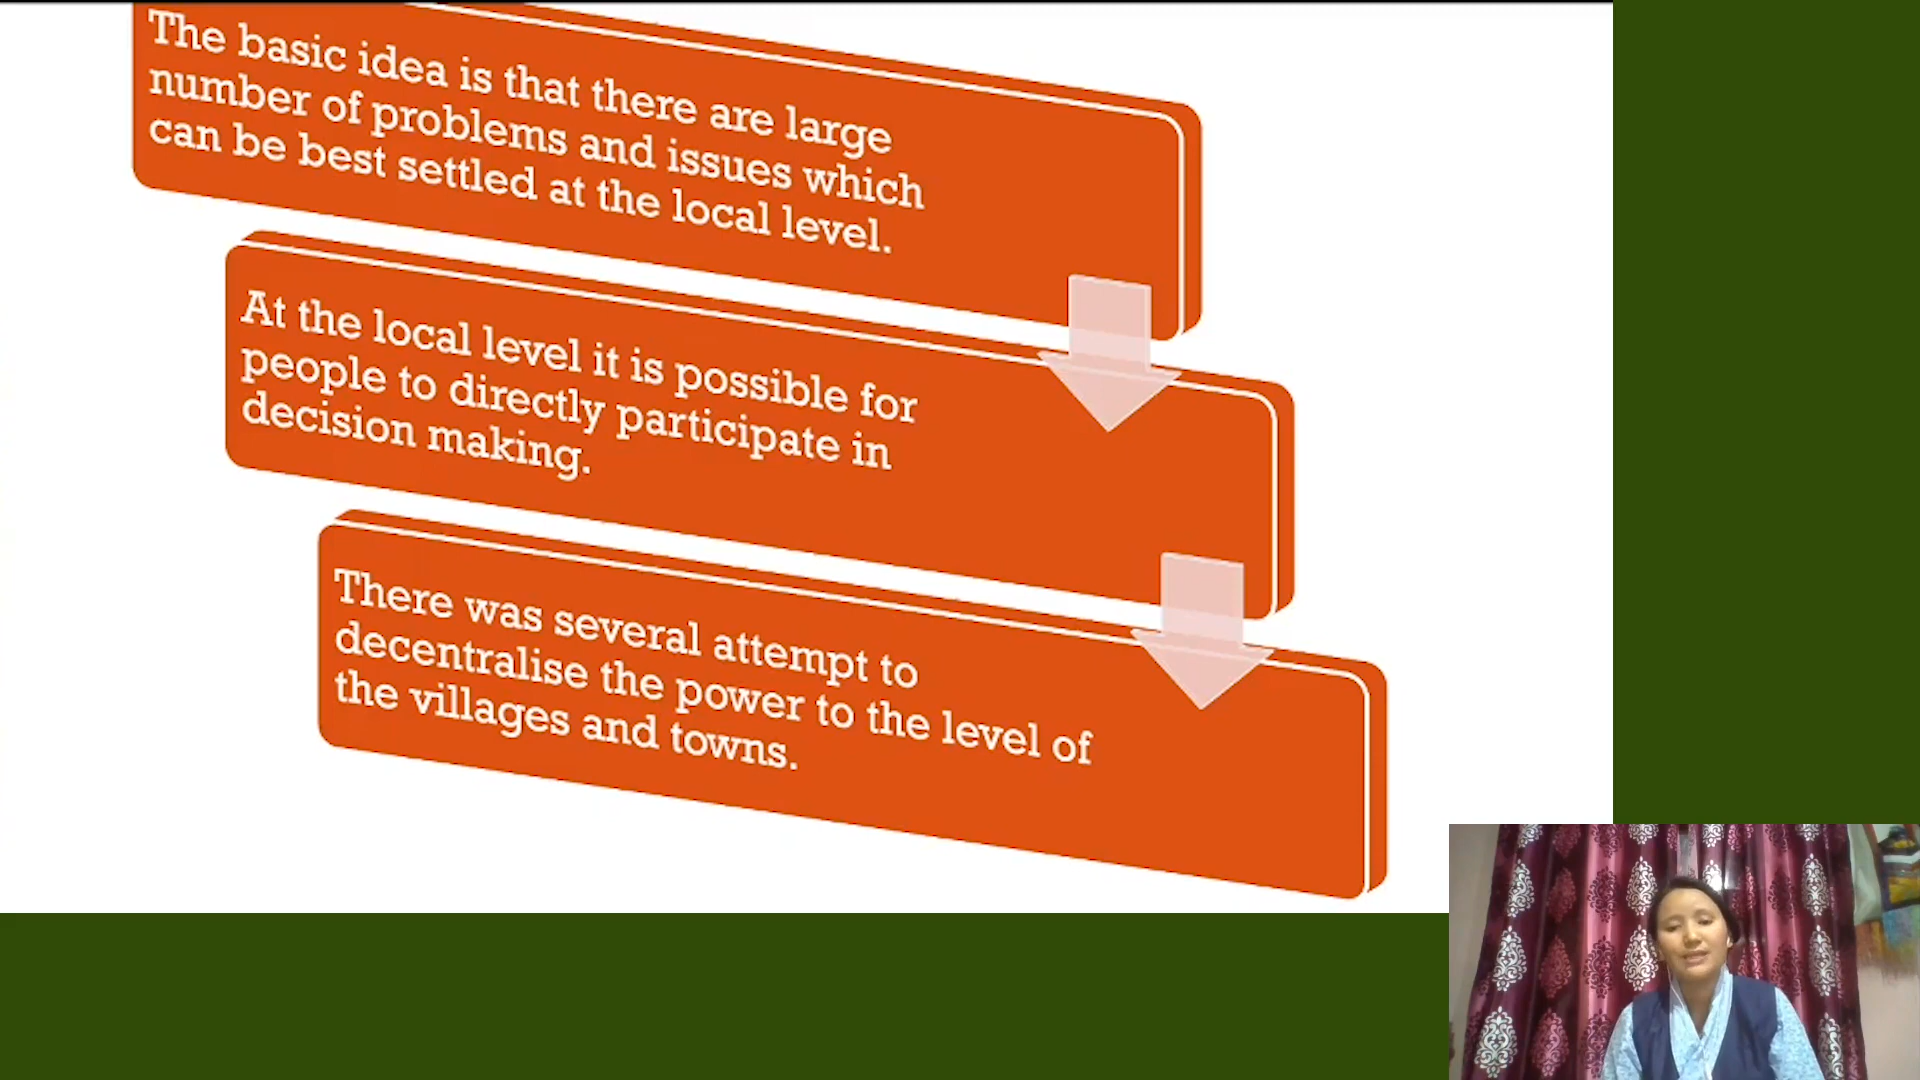 The basic idea is that there are large
number of problems and issues which
can be best settled at the local level.
At the local level it is possible for
people to directly participate in
decision making.
There was several attempt to
decentralise the power to the level of
the villages and towns.